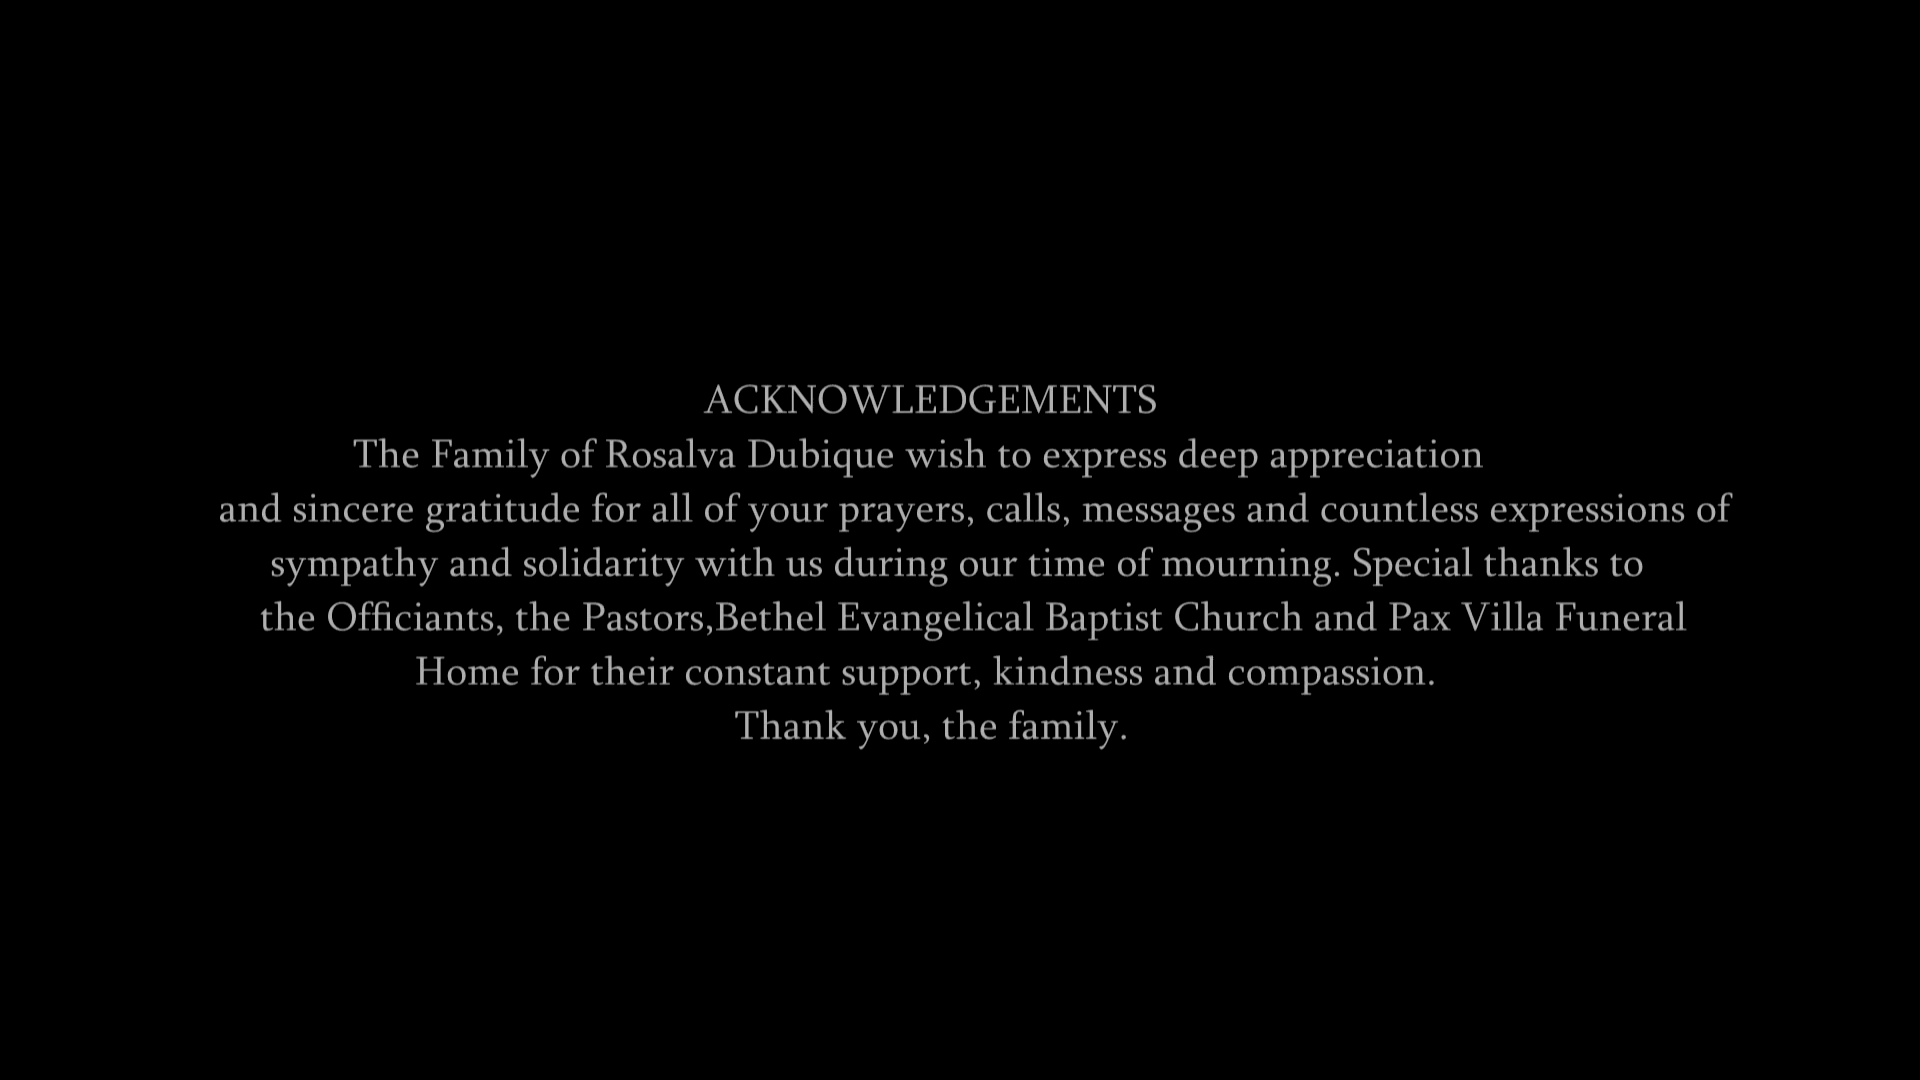 ACKNOWLEDGEMENTS
The Family of Rosalva Dubique wish to express deep appreciation
and sincere gratitude for all of your prayers, calls, messages and countless expressions of
sympathy and solidarity with us during our time of mourning. Special thanks to
the Officiants, the Pastors,Bethel Evangelical Baptist Church and Pax Villa Funeral
Home for their constant support, kindness and compassion.
Thank you, the family.